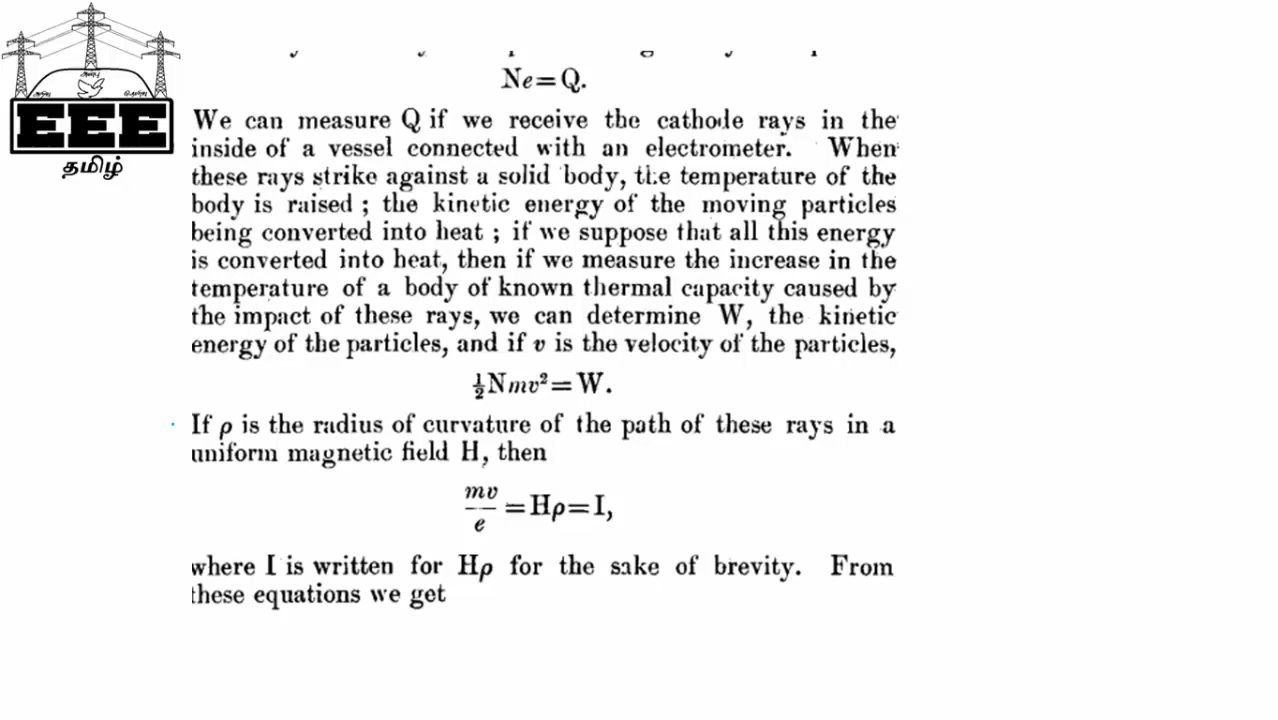 EEE
தமிழ்
Ne=Q.
We can measure Q if we receive the cathode rays in the
inside of a vessel connected with an electrometer. When
these rays strike against a solid body, the temperature of the
body is raised ; the kinetic energy of the moving particles
being converted into heat ; if we suppose that all this energy
is converted into heat, then if we measure the increase in the
temperature of a body of known thermal capacity caused by
the impact of these rays, we can determine W, the kinetic
energy of the particles, and if v is the velocity of the particles,
½Nmv²=W.
If ρ is the radius of curvature of the path of these rays in a
uniform magnetic field H, then
mv/e =Hρ=I,
where I is written for Hρ for the sake of brevity. From
these equations we get